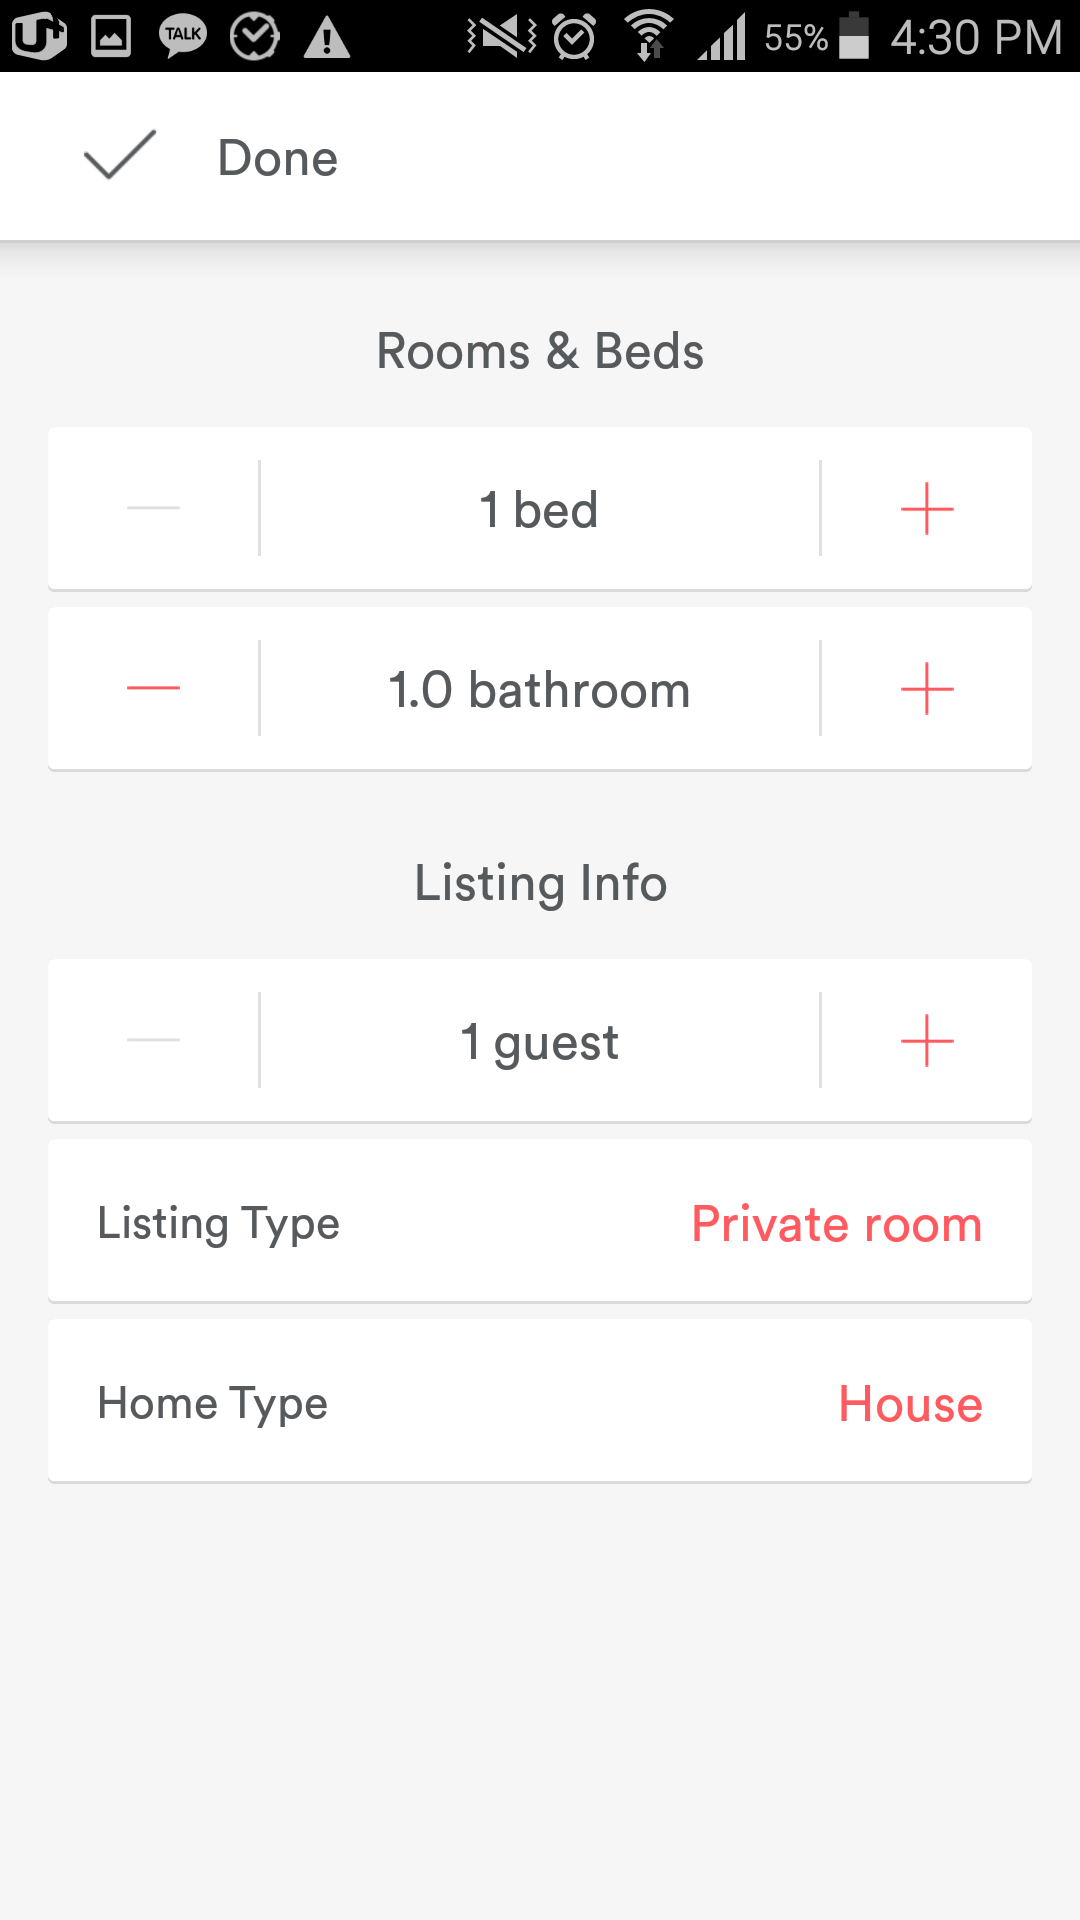 U+
TALK
55%
4:30 PM
Done
Rooms & Beds
1 bed
1.0 bathroom
Listing Info
1 guest
Listing Type
Private room
Home Type
House